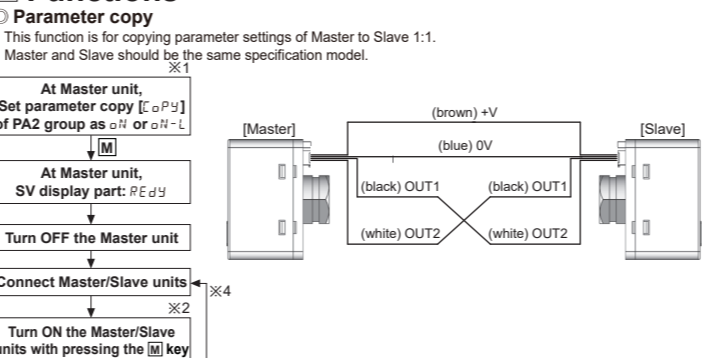 Parameter copy
This function is for copying parameter settings of Master to Slave 1:1.
Master and Slave should be the same specification model.
※1
At Master unit,
Set parameter copy [CoPY]
of PA2 group as oN or oN-L
M
At Master unit,
SV display part: REdY
Turn OFF the Master unit
Connect Master/Slave units
※4
※2
Turn ON the Master/Slave
units with pressing the M key
[Master]
(brown) +V
[Slave]
(blue) 0V
(black) OUT1
(black) OUT1
(white) OUT2
(white) OUT2